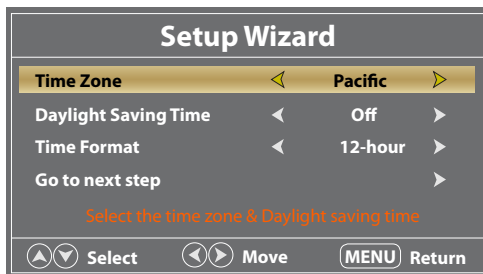 Setup Wizard
Time Zone Pacific
Daylight Saving Time Off
Time Format 12-hour
Go to next step
Select the time zone & Daylight saving time
Select Move MENU Return